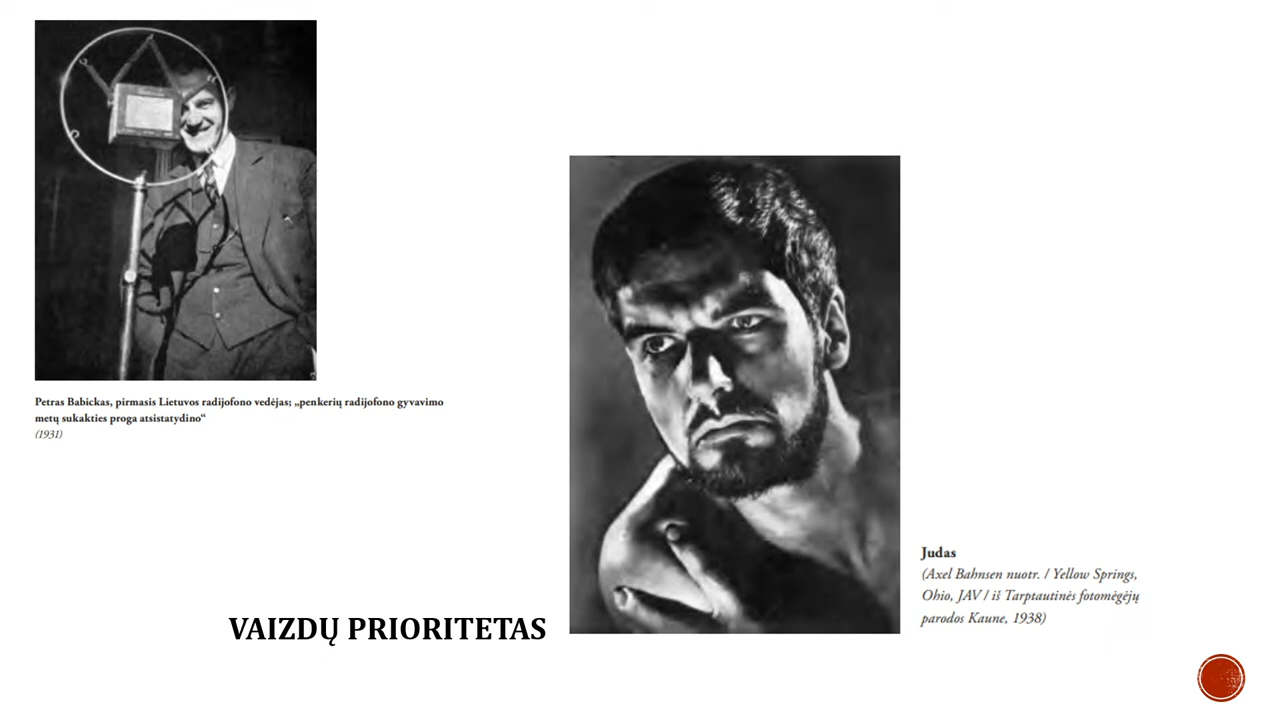 Petras Babickas, pirmasis Lietuvos radijofono vedėjas; „penkerių radijofono gyvavimo
metų sukakties proga atsistatydino“
(1931)
VAIZDŲ PRIORITETAS
Judas
(Axel Bahnsen nuotr. / Yellow Springs,
Ohio, JAV / iš Tarptautinės fotomėgėjų
parodos Kaune, 1938)